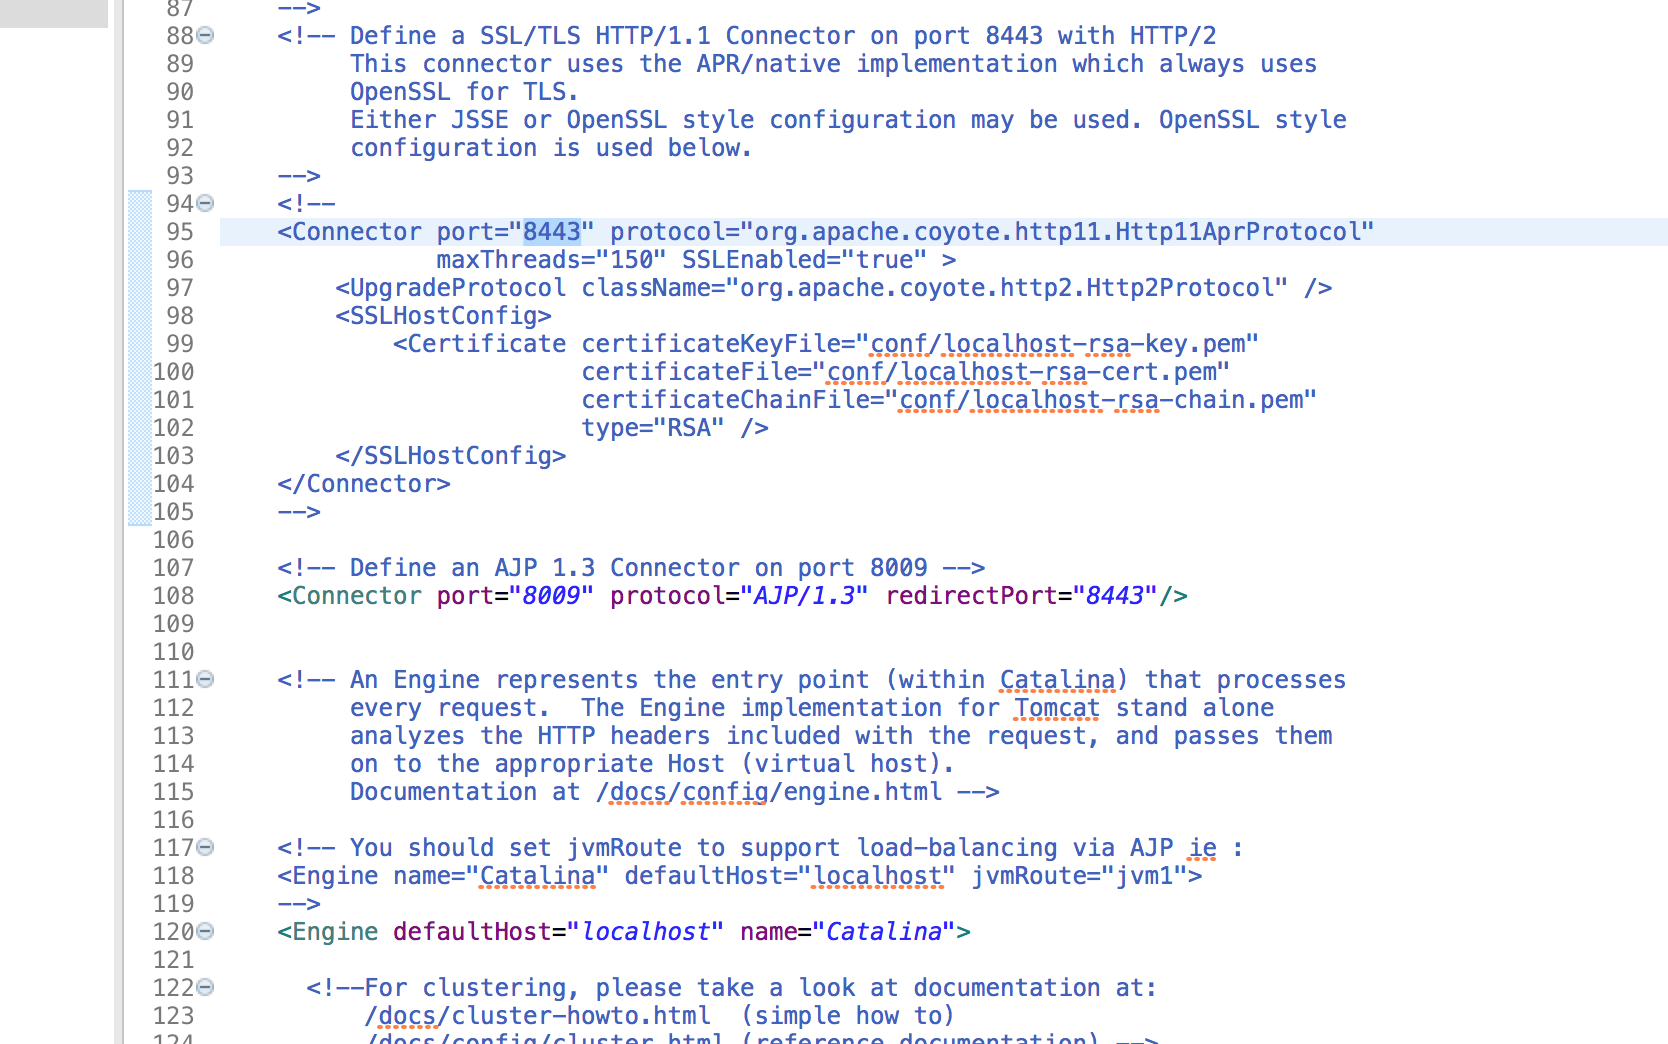 87 -->
88 <!-- Define a SSL/TLS HTTP/1.1 Connector on port 8443 with HTTP/2
89 This connector uses the APR/native implementation which always uses
90 OpenSSL for TLS.
91 Either JSSE or OpenSSL style configuration may be used. OpenSSL style
92 configuration is used below.
93 -->
94 <!--
95 <Connector port="8443" protocol="org.apache.coyote.http11.Http11AprProtocol"
96 maxThreads="150" SSLEnabled="true" >
97 <UpgradeProtocol className="org.apache.coyote.http2.Http2Protocol" />
98 <SSLHostConfig>
99 <Certificate certificateKeyFile="conf/localhost-rsa-key.pem"
100 certificateFile="conf/localhost-rsa-cert.pem"
101 certificateChainFile="conf/localhost-rsa-chain.pem"
102 type="RSA" />
103 </SSLHostConfig>
104 </Connector>
105 -->
106
107 <!-- Define an AJP 1.3 Connector on port 8009 -->
108 <Connector port="8009" protocol="AJP/1.3" redirectPort="8443"/>
109
110
111 <!-- An Engine represents the entry point (within Catalina) that processes
112 every request.  The Engine implementation for Tomcat stand alone
113 analyzes the HTTP headers included with the request, and passes them
114 on to the appropriate Host (virtual host).
115 Documentation at /docs/config/engine.html -->
116
117 <!-- You should set jvmRoute to support load-balancing via AJP ie :
118 <Engine name="Catalina" defaultHost="localhost" jvmRoute="jvm1">
119 -->
120 <Engine defaultHost="localhost" name="Catalina">
121
122 <!--For clustering, please take a look at documentation at:
123 /docs/cluster-howto.html  (simple how to)
124 /docs/config/cluster.html (reference documentation) -->